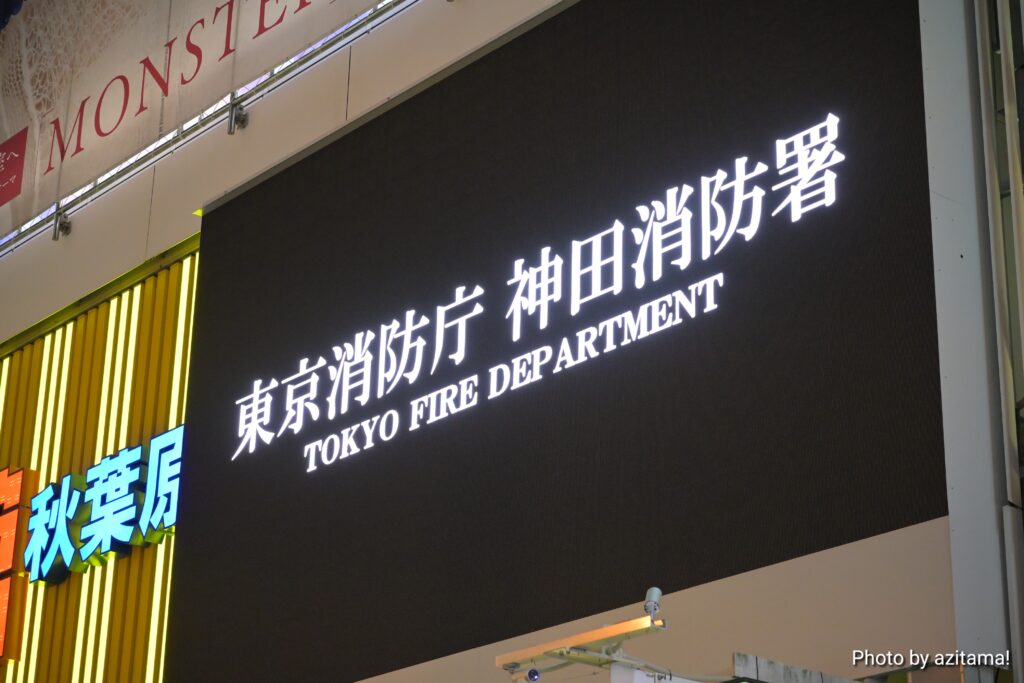 MONSTE
東京消防庁 神田消防署
TOKYO FIRE DEPARTMENT
秋葉原
Photo by azitama!